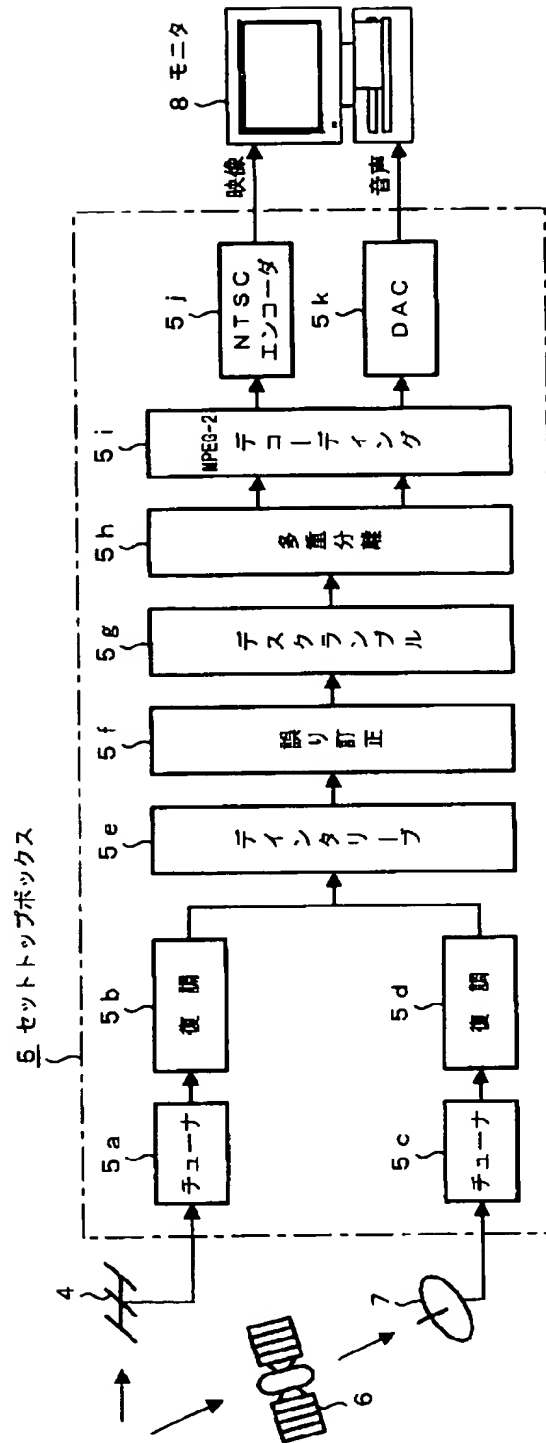 5 セットトップボックス
4
5a
チューナ
5b
復調
6
7
5c
チューナ
5d
復調
5e
ディンタリーブ
5f
誤り訂正
5g
デスクランブル
5h
多重分離
5i
MPEG-2
デコーディング
5j
NTSC
エンコーダ
5k
DAC
映像
音声
8 モニタ